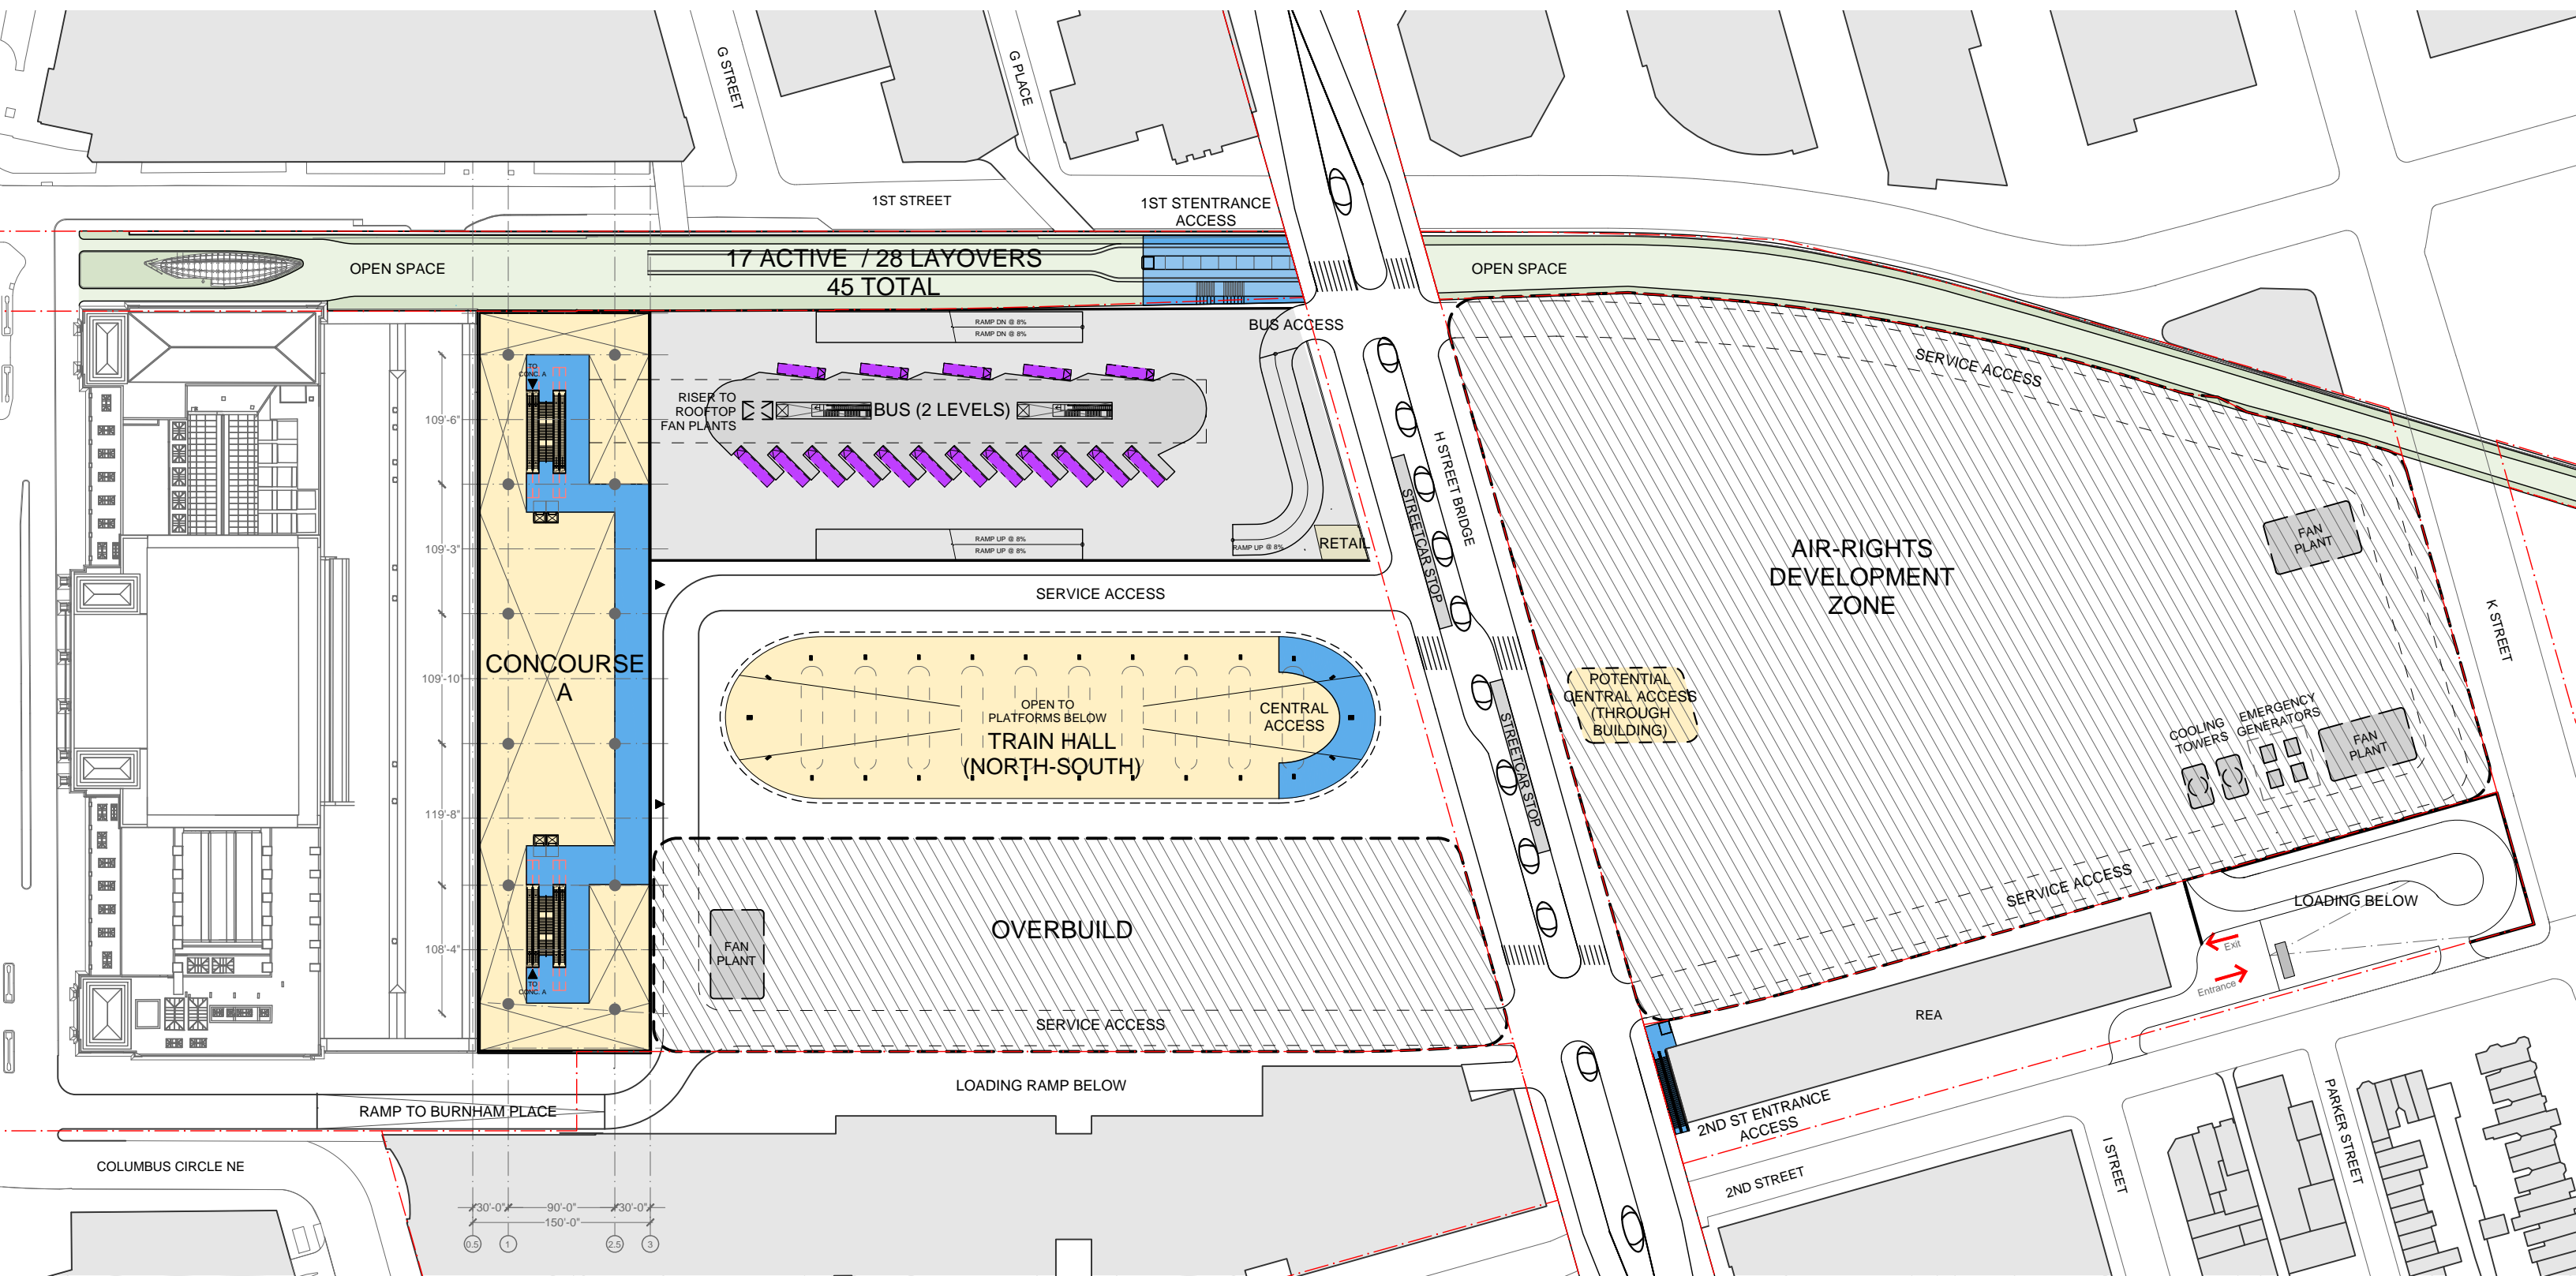 G STREET
G PLACE
1ST STREET
1ST STENTRANCE
ACCESS
OPEN SPACE
17 ACTIVE / 28 LAYOVERS
45 TOTAL
OPEN SPACE
BUS ACCESS
RAMP DN @ 8%
RAMP DN @ 8%
SERVICE ACCESS
TO
CONC. A
RISER TO
ROOFTOP
FAN PLANTS
BUS (2 LEVELS)
109'-6"
H STREET BRIDGE
STREETCAR STOP
RAMP UP @ 8%
RAMP UP @ 8%
RAMP UP @ 8%
RETAIL
109'-3"
AIR-RIGHTS
DEVELOPMENT
ZONE
FAN
PLANT
K STREET
SERVICE ACCESS
CONCOURSE
A
109'-10"
OPEN TO
PLATFORMS BELOW
TRAIN HALL
(NORTH-SOUTH)
CENTRAL
ACCESS
POTENTIAL
CENTRAL ACCESS
(THROUGH
BUILDING)
STREETCAR STOP
COOLING
TOWERS
EMERGENCY
GENERATORS
FAN
PLANT
119'-8"
SERVICE ACCESS
LOADING BELOW
OVERBUILD
FAN
PLANT
108'-4"
Exit
Entrance
TO
CONC. A
SERVICE ACCESS
REA
LOADING RAMP BELOW
RAMP TO BURNHAM PLACE
2ND ST ENTRANCE
ACCESS
COLUMBUS CIRCLE NE
2ND STREET
I STREET
PARKER STREET
30'-0"
90'-0"
30'-0"
150'-0"
0.5
1
2.5
3